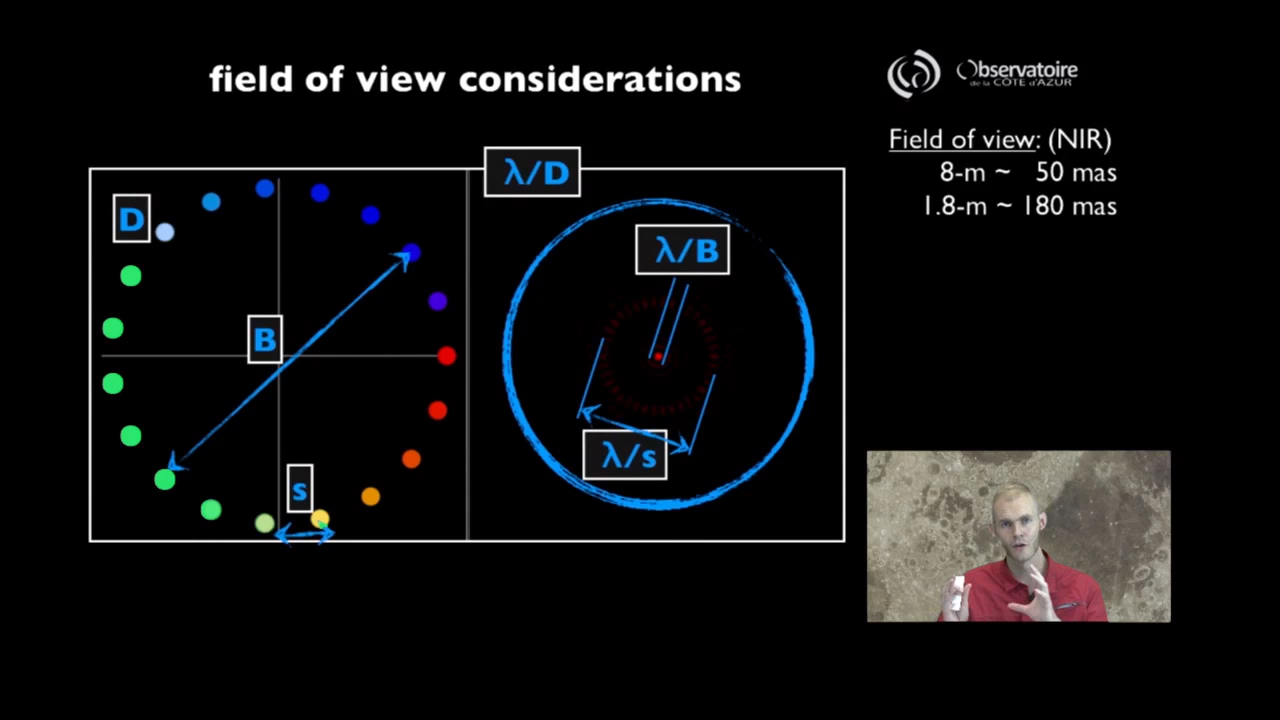 field of view considerations
Observatoire
de la CÔTE d'AZUR
Field of view: (NIR)
8-m ~ 50 mas
1.8-m ~ 180 mas
λ/D
D
λ/B
B
λ/s
s